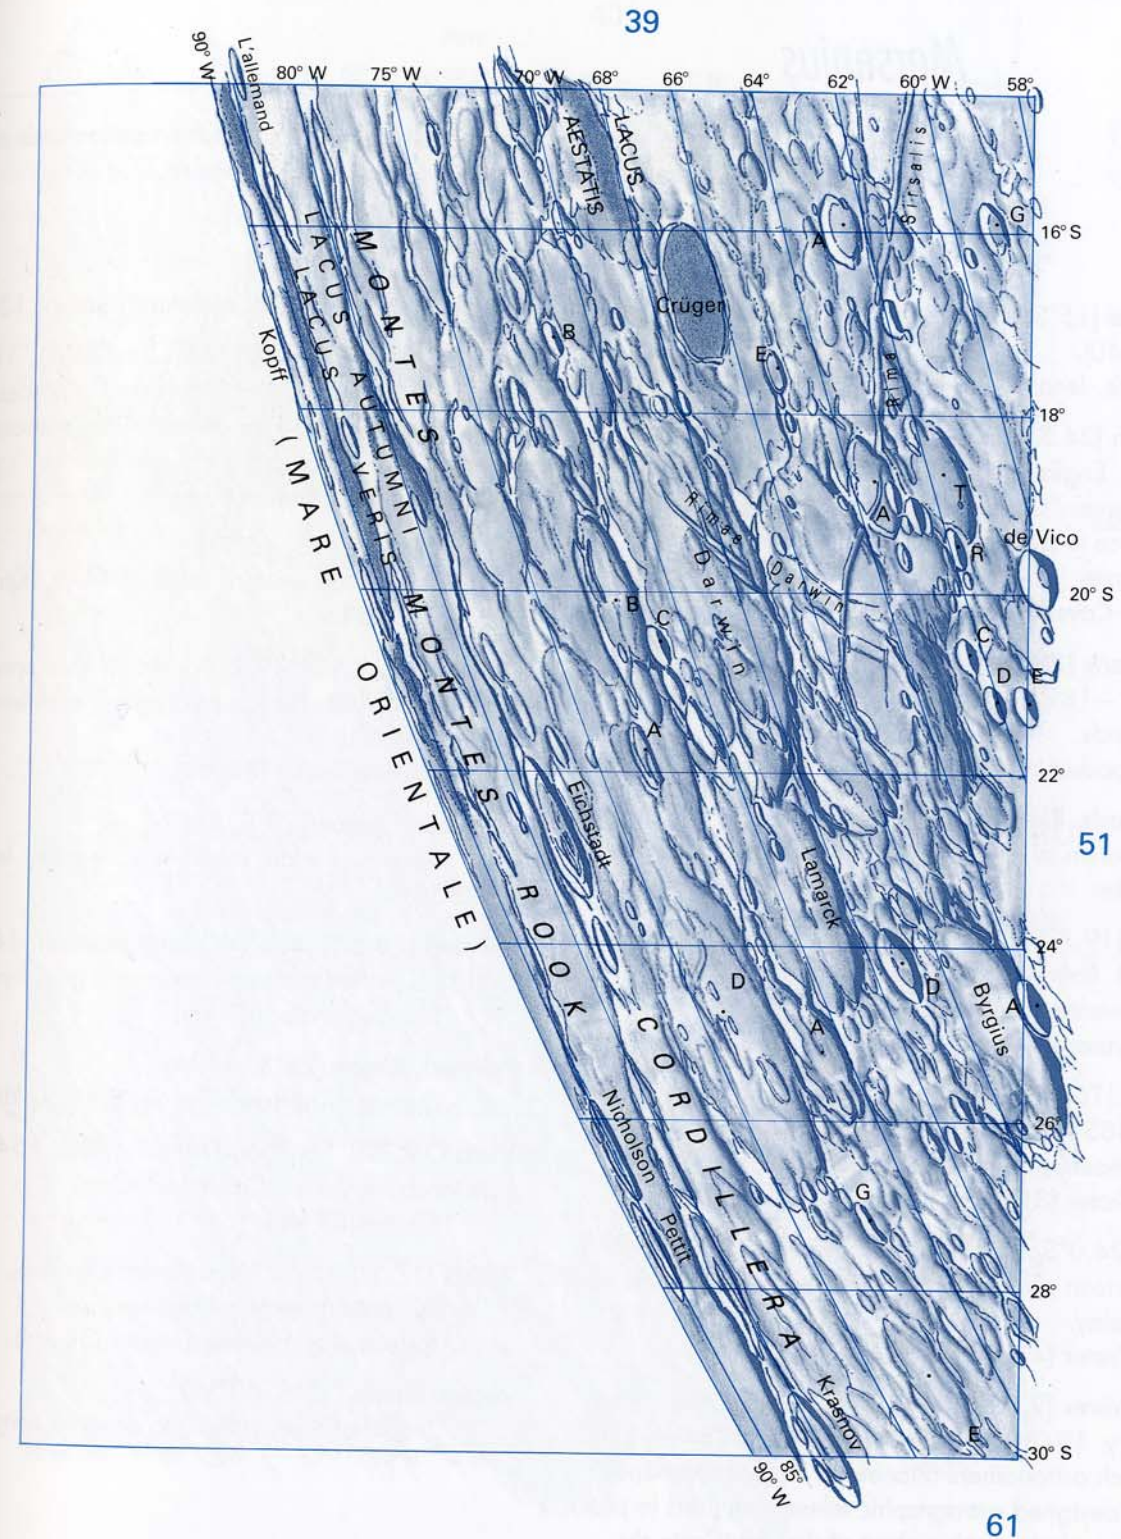 39
90° W
L'allemand
80° W
75° W
70° W
68°
66°
64°
62°
60° W
58°
LACUS
AESTATIS
Sirsalis
Rima
G
A
16° S
MONTES
LACUS AUTUMNI
LACUS VERIS
Kopff
B
Crüger
E
18°
(MARE ORIENTALE)
Rimae
Darwin
Darwin
A
T
R
de Vico
20° S
MONTES ROOK
B
C
C
D
E
A
22°
Eichstadt
51
Lamarck
24°
D
D
Byrgius
A
A
CORDILLERA
26°
Nicholson
G
Pettit
28°
Krasnov
E
30° S
85°
90° W
61